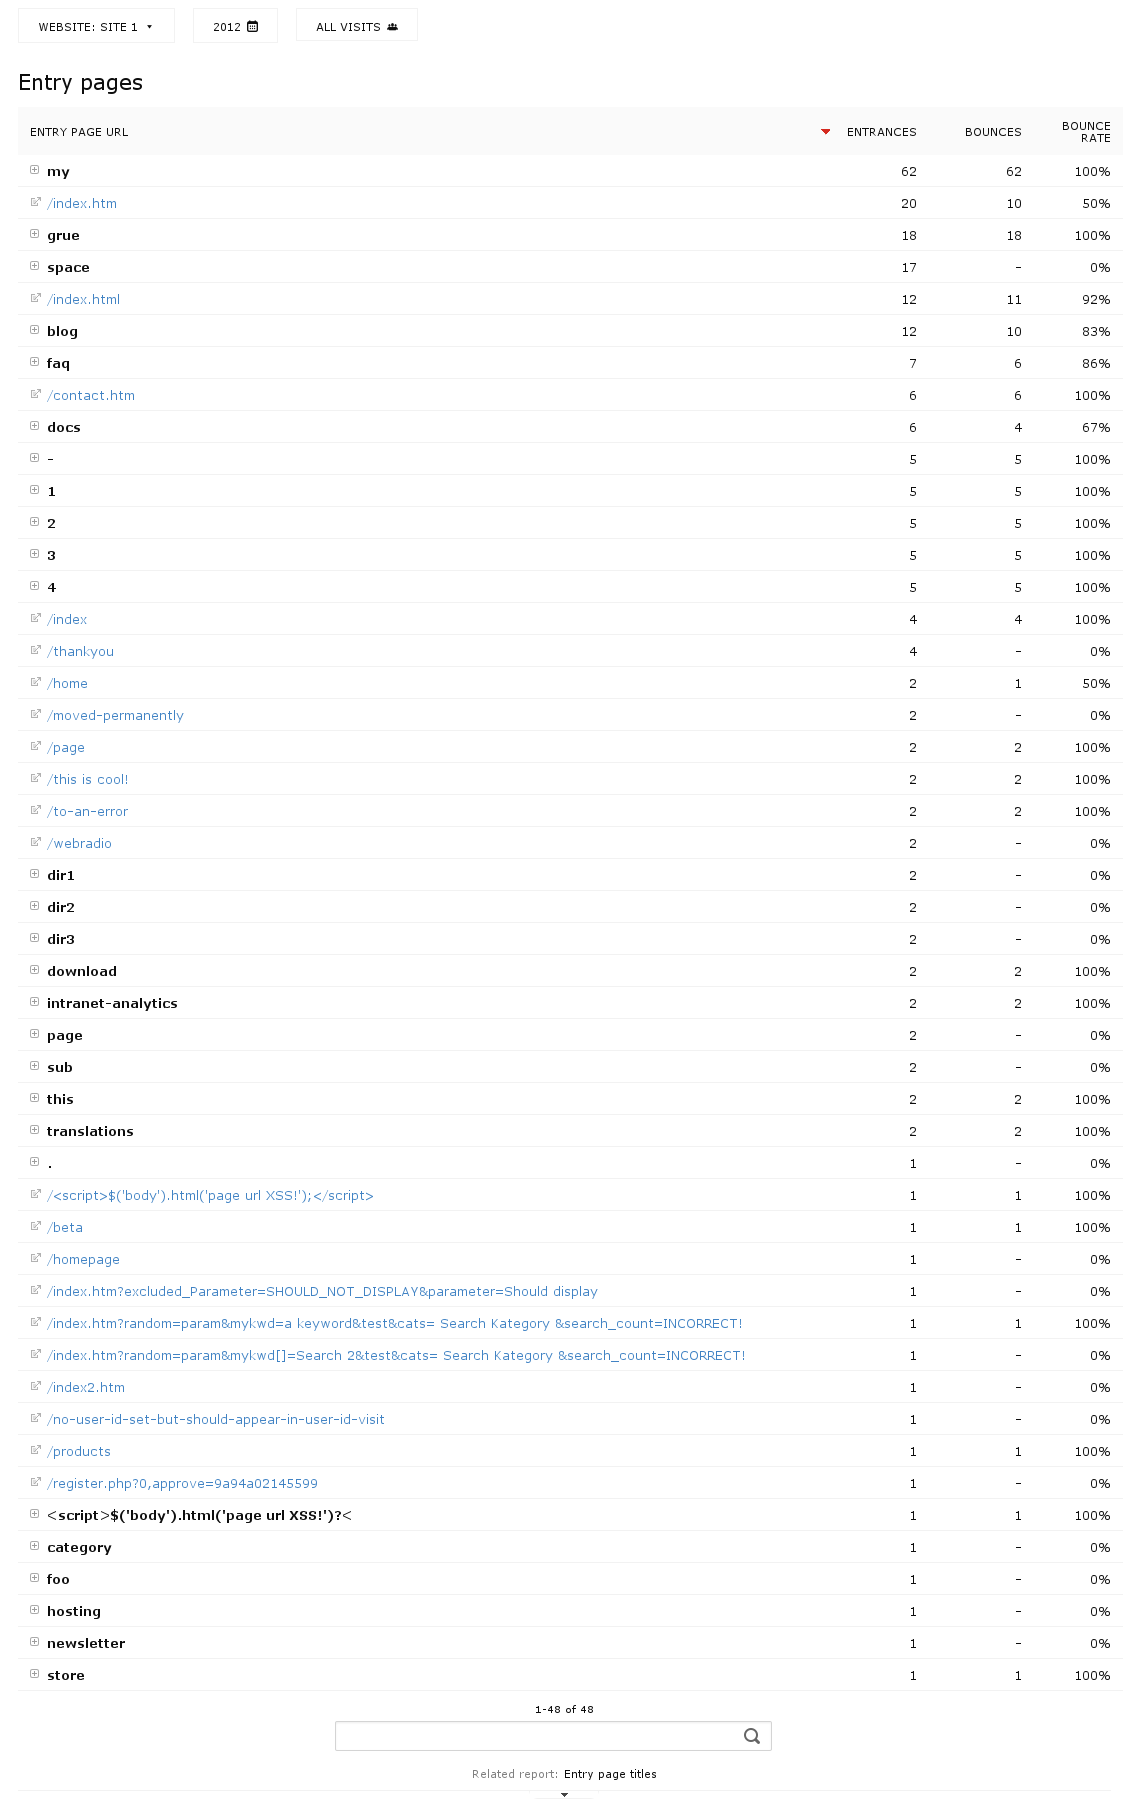 WEBSITE: SITE 1 2012 ALL VISITS
Entry pages
ENTRY PAGE URL ENTRANCES BOUNCES BOUNCE RATE
my 62 62 100%
/index.htm 20 10 50%
grue 18 18 100%
space 17 - 0%
/index.html 12 11 92%
blog 12 10 83%
faq 7 6 86%
/contact.htm 6 6 100%
docs 6 4 67%
- 5 5 100%
1 5 5 100%
2 5 5 100%
3 5 5 100%
4 5 5 100%
/index 4 4 100%
/thankyou 4 - 0%
/home 2 1 50%
/moved-permanently 2 - 0%
/page 2 2 100%
/this is cool! 2 2 100%
/to-an-error 2 2 100%
/webradio 2 - 0%
dir1 2 - 0%
dir2 2 - 0%
dir3 2 - 0%
download 2 2 100%
intranet-analytics 2 2 100%
page 2 - 0%
sub 2 - 0%
this 2 2 100%
translations 2 2 100%
. 1 - 0%
/<script>$('body').html('page url XSS!');</script> 1 1 100%
/beta 1 1 100%
/homepage 1 - 0%
/index.htm?excluded_Parameter=SHOULD_NOT_DISPLAY&parameter=Should display 1 - 0%
/index.htm?random=param&mykwd=a keyword&test&cats= Search Kategory &search_count=INCORRECT! 1 1 100%
/index.htm?random=param&mykwd[]=Search 2&test&cats= Search Kategory &search_count=INCORRECT! 1 - 0%
/index2.htm 1 - 0%
/no-user-id-set-but-should-appear-in-user-id-visit 1 - 0%
/products 1 1 100%
/register.php?0,approve=9a94a02145599 1 - 0%
<script>$('body').html('page url XSS!')?< 1 1 100%
category 1 - 0%
foo 1 - 0%
hosting 1 - 0%
newsletter 1 - 0%
store 1 1 100%
1-48 of 48
Related report: Entry page titles